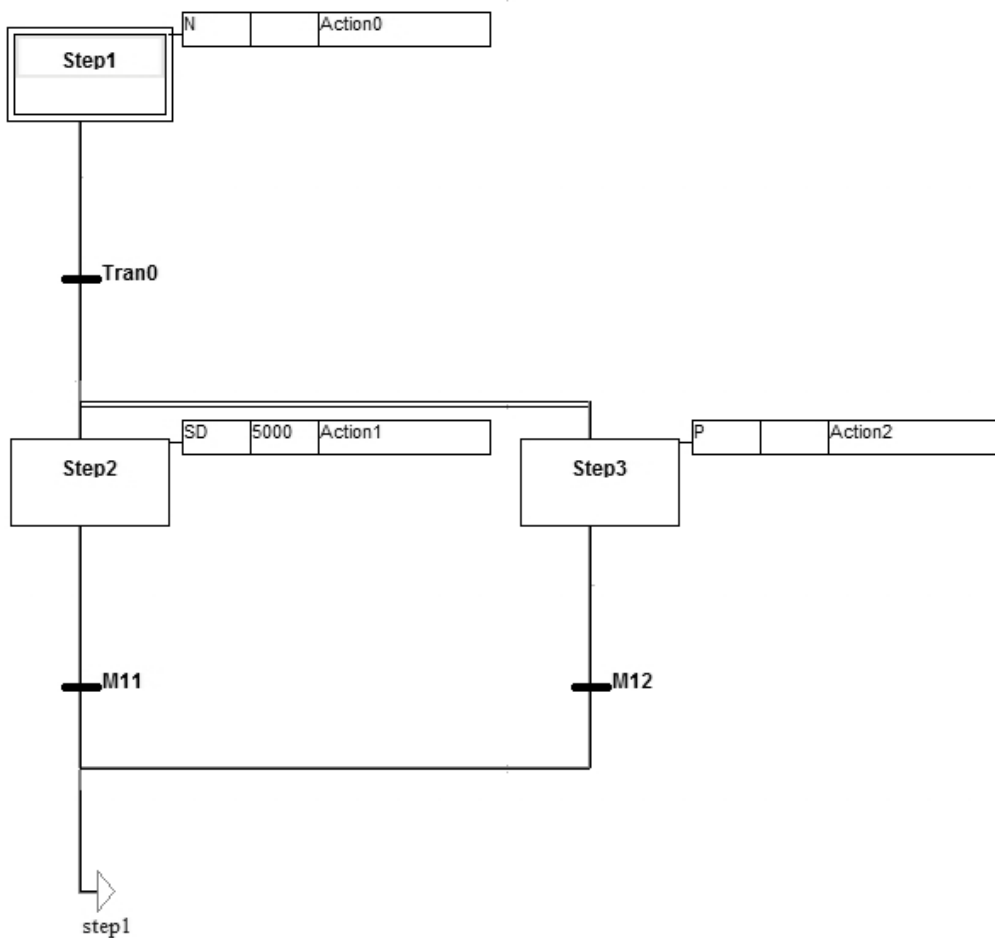 N Action0
Step1
Tran0
SD 5000 Action1
P Action2
Step2
Step3
M11
M12
step1